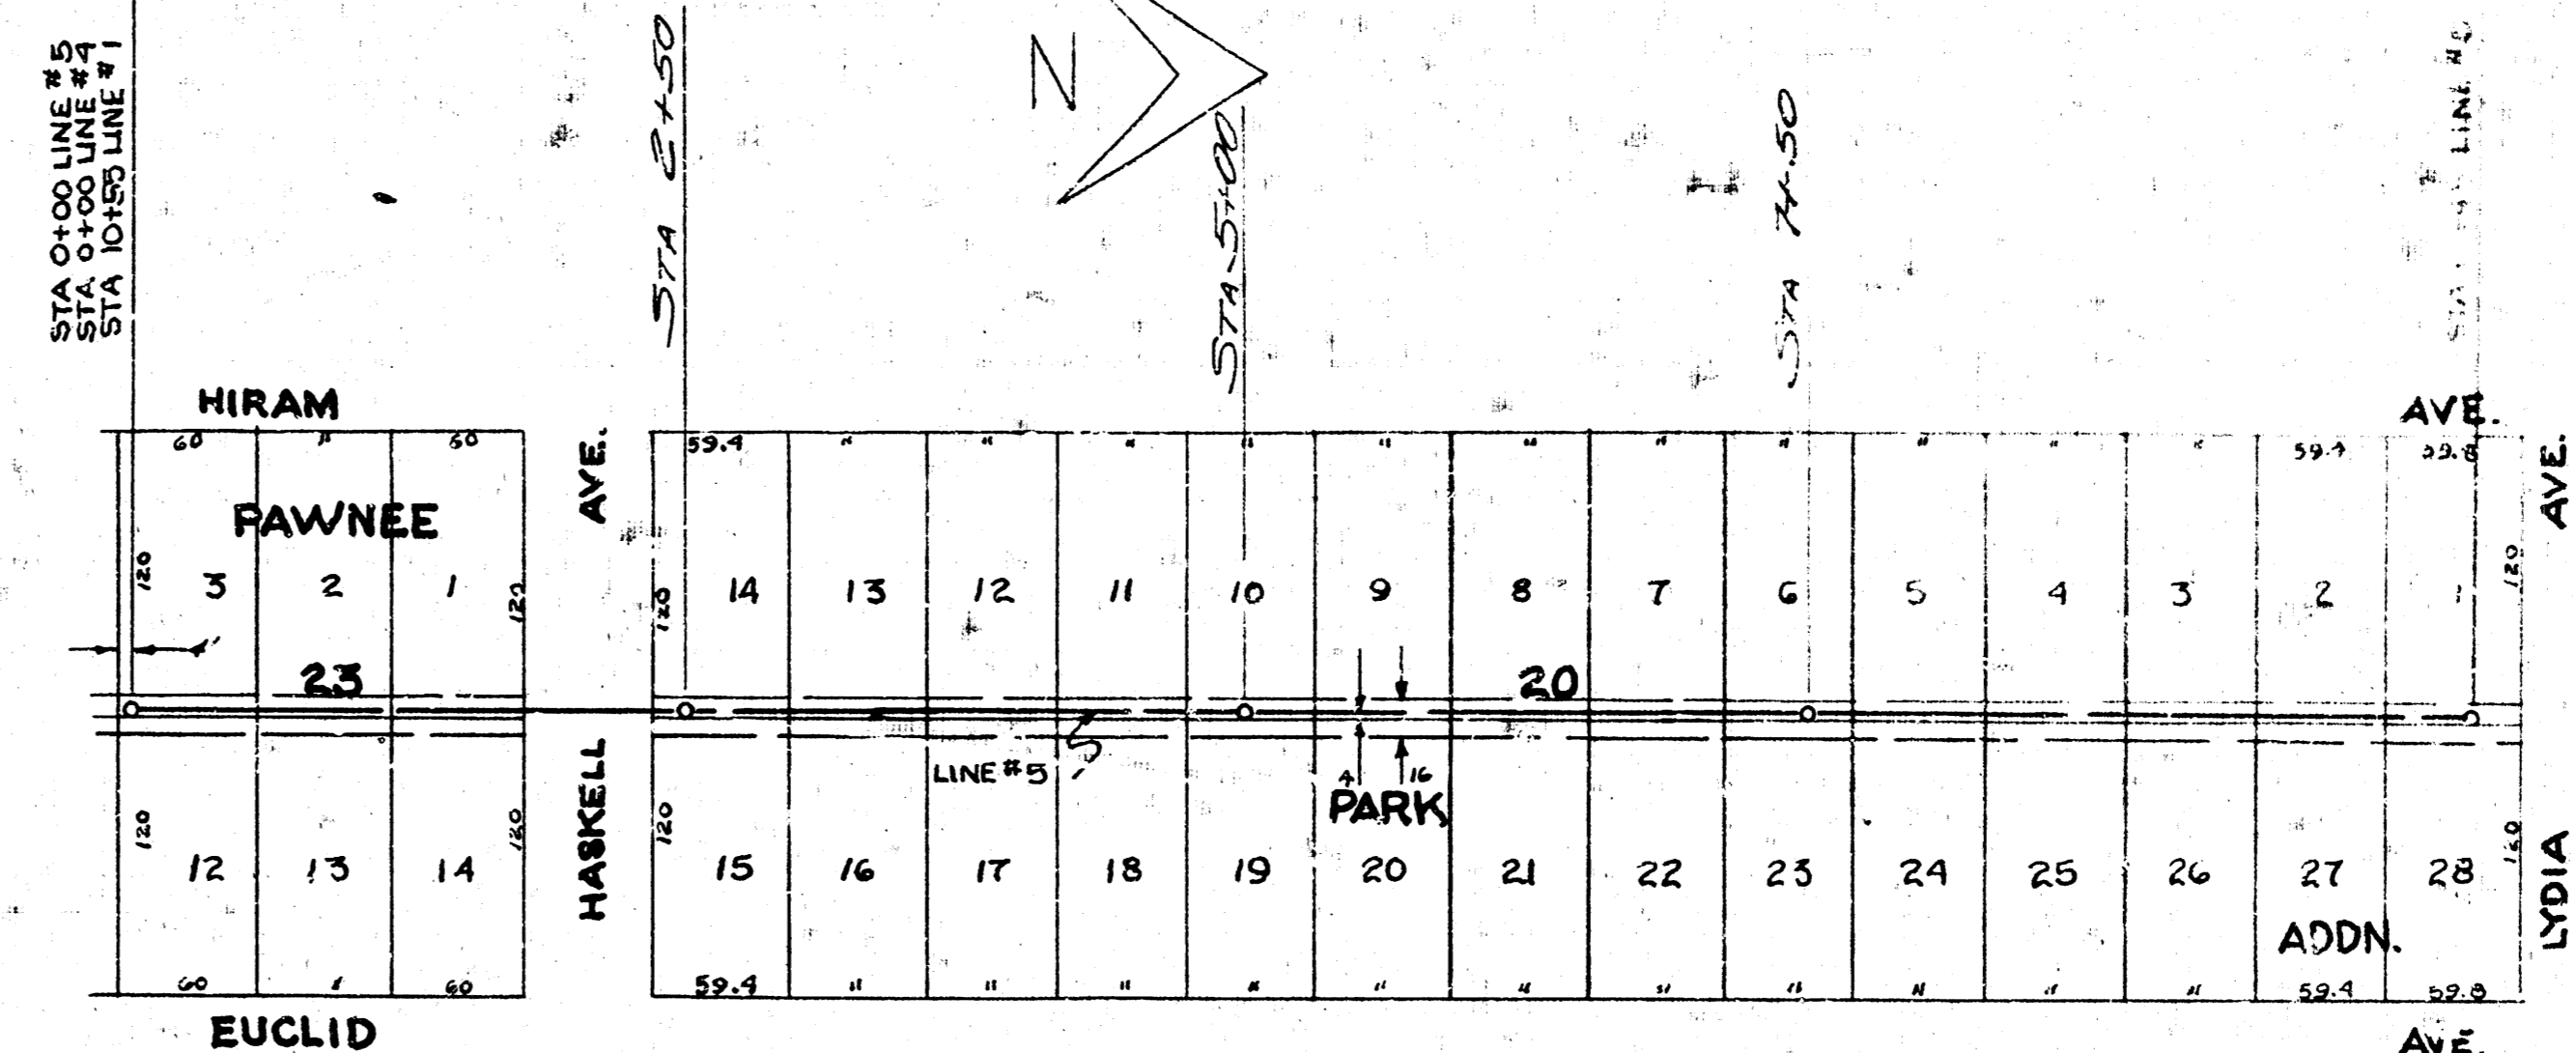 STA 0+00 LINE #5
STA. 0+00 LINE #4
STA 10+55 LINE #1
STA 2+50
N
STA-5+00
STA 7+50
LINE
HIRAM
AVE.
AVE.
AVE.
60 " 60
59.4 " " " " " " " " " " " 59.4 59.8
PAWNEE
120
3 2 1
120
120
14 13 12 11 10 9 8 7 6 5 4 3 2 1
120
23
20
LINE #5
4 16
PARK
HASKELL
120
12 13 14
120
120
15 16 17 18 19 20 21 22 23 24 25 26 27 28
120
LYDIA
ADDN.
60 " 60
59.4 " " " " " " " " " " " 59.4 59.8
EUCLID
AVE.